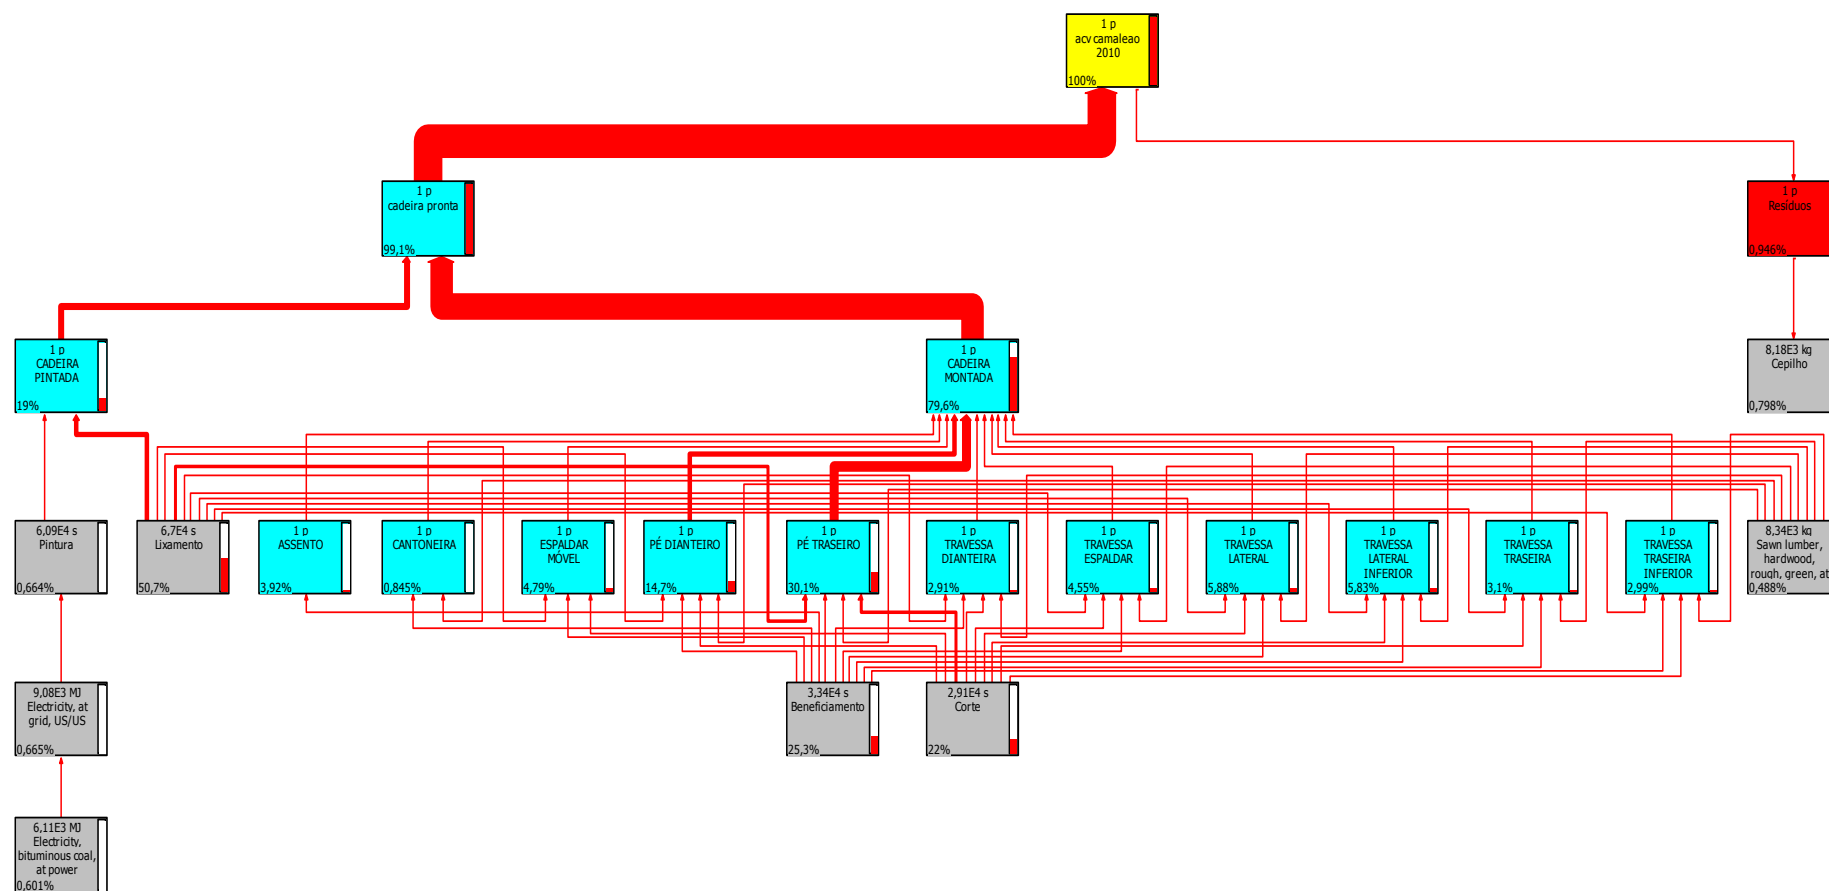 1 p
acv camaleao
2010
100%
1 p
cadeira pronta
99,1%
1 p
Resíduos
0,946%
1 p
CADEIRA
PINTADA
19%
1 p
CADEIRA
MONTADA
79,6%
8,18E3 kg
Cepilho
0,798%
6,09E4 s
Pintura
0,664%
6,7E4 s
Lixamento
50,7%
1 p
ASSENTO
3,92%
1 p
CANTONEIRA
0,845%
1 p
ESPALDAR
MÓVEL
4,79%
1 p
PÉ DIANTEIRO
14,7%
1 p
PÉ TRASEIRO
30,1%
1 p
TRAVESSA
DIANTEIRA
2,91%
1 p
TRAVESSA
ESPALDAR
4,55%
1 p
TRAVESSA
LATERAL
5,88%
1 p
TRAVESSA
LATERAL
INFERIOR
5,83%
1 p
TRAVESSA
TRASEIRA
3,1%
1 p
TRAVESSA
TRASEIRA
INFERIOR
2,99%
8,34E3 kg
Sawn lumber,
hardwood,
rough, green, at
0,488%
9,08E3 MJ
Electricity, at
grid, US/US
0,665%
3,34E4 s
Beneficiamento
25,3%
2,91E4 s
Corte
22%
6,11E3 MJ
Electricity,
bituminous coal,
at power
0,601%